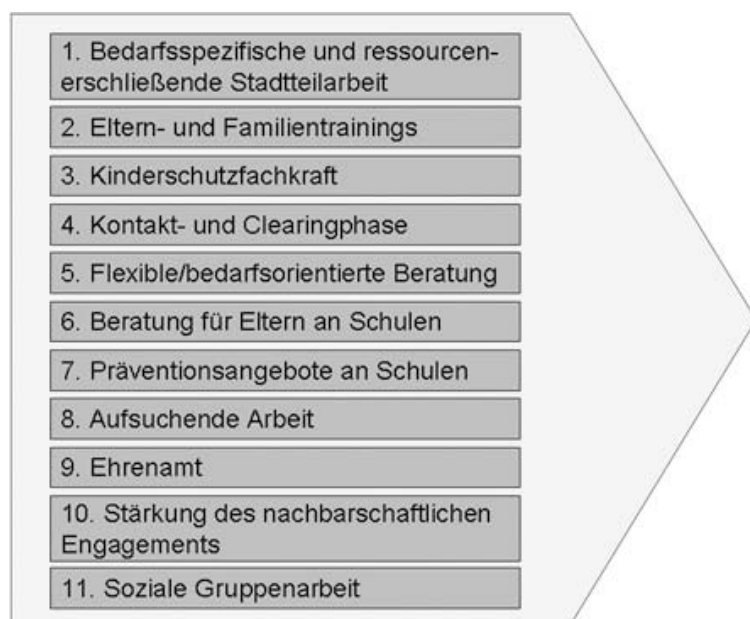 1. Bedarfsspezifische und ressourcen-
erschließende Stadtteilarbeit
2. Eltern- und Familientrainings
3. Kinderschutzfachkraft
4. Kontakt- und Clearingphase
5. Flexible/bedarfsorientierte Beratung
6. Beratung für Eltern an Schulen
7. Präventionsangebote an Schulen
8. Aufsuchende Arbeit
9. Ehrenamt
10. Stärkung des nachbarschaftlichen
Engagements
11. Soziale Gruppenarbeit